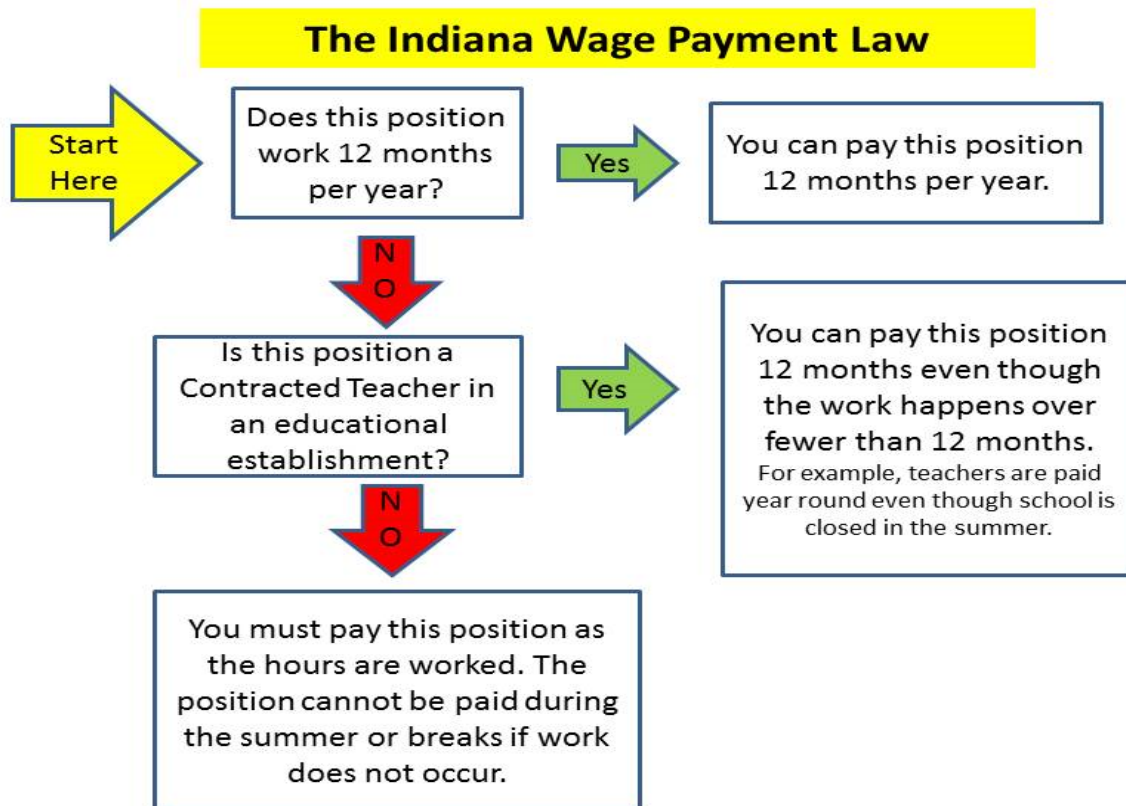 The Indiana Wage Payment Law
Start
Here
Does this position
work 12 months
per year?
Yes
You can pay this position
12 months per year.
N
O
Is this position a
Contracted Teacher in
an educational
establishment?
Yes
You can pay this position
12 months even though
the work happens over
fewer than 12 months.
For example, teachers are paid
year round even though school is
closed in the summer.
N
O
You must pay this position as
the hours are worked. The
position cannot be paid during
the summer or breaks if work
does not occur.